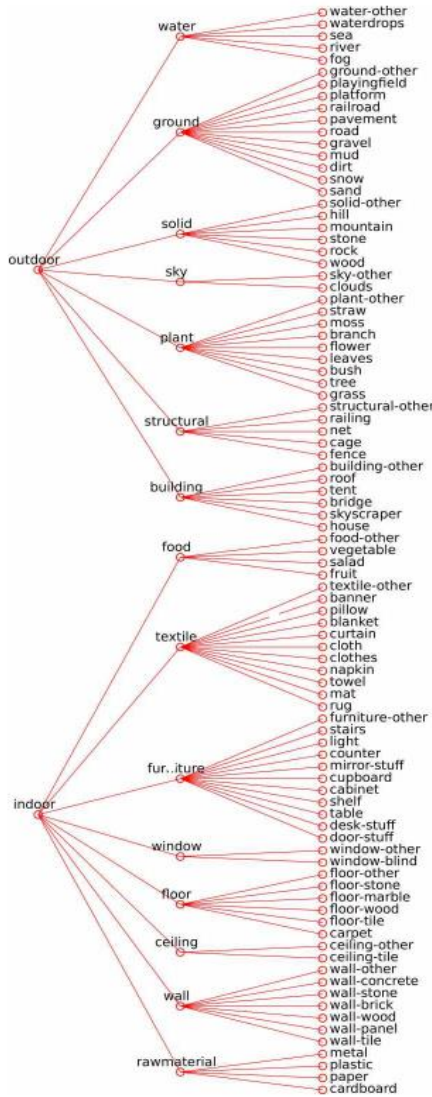 water-other
waterdrops
water
sea
river
fog
ground-other
playingfield
platform
railroad
ground
pavement
road
gravel
mud
dirt
snow
sand
solid-other
hill
solid
mountain
stone
outdoor
rock
wood
sky
sky-other
clouds
plant-other
straw
moss
branch
plant
flower
leaves
bush
tree
grass
structural-other
structural
railing
net
cage
fence
building-other
roof
building
tent
bridge
skyscraper
house
food-other
food
vegetable
salad
fruit
textile-other
banner
pillow
blanket
textile
curtain
cloth
clothes
napkin
towel
mat
rug
furniture-other
stairs
light
counter
fur..iture
mirror-stuff
cupboard
cabinet
indoor
shelf
table
desk-stuff
door-stuff
window
window-other
window-blind
floor-other
floor
floor-stone
floor-marble
floor-wood
floor-tile
carpet
ceiling
ceiling-other
ceiling-tile
wall-other
wall-concrete
wall
wall-stone
wall-brick
wall-wood
wall-panel
wall-tile
rawmaterial
metal
plastic
paper
cardboard